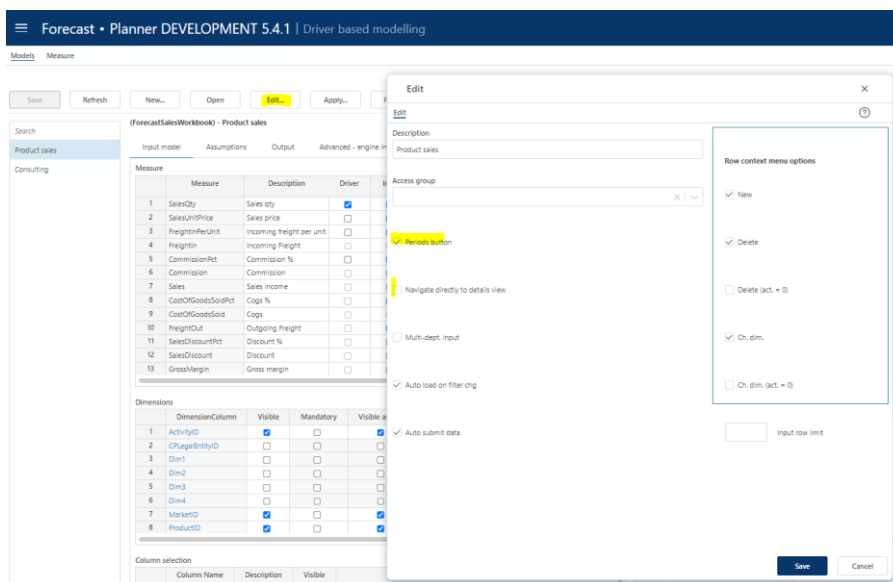 Forecast • Planner DEVELOPMENT 5.4.1 | Driver based modelling
Models Measure
Save Refresh New... Open Edit... Apply... F
Search
Product sales
Consulting
(ForecastSalesWorkbook) - Product sales
Input model Assumptions Output Advanced - engine in
Measure
Measure Description Driver
1 SalesQty Sales qty
2 SalesUnitPrice Sales price
3 FreightInPerUnit Incoming freight per unit
4 FreightIn Incoming Freight
5 CommissionPct Commission %
6 Commission Commission
7 Sales Sales income
8 CostOfGoodsSoldPct Cogs %
9 CostOfGoodsSold Cogs
10 FreightOut Outgoing Freight
11 SalesDiscountPct Discount %
12 SalesDiscount Discount
13 GrossMargin Gross margin
Dimensions
DimensionColumn Visible Mandatory Visible a
1 ActivityID
2 CPLegalEntityID
3 Dim1
4 Dim2
5 Dim3
6 Dim4
7 MarketID
8 ProductID
Column selection
Column Name Description Visible
Edit
Edit
Description
Product sales
Access group
Periods button
Navigate directly to details view
Multi-dept. input
Auto load on filter chg
Auto submit data
Row context menu options
New
Delete
Delete (act. = 0)
Ch. dim.
Ch. dim. (act. = 0)
Input row limit
Save Cancel